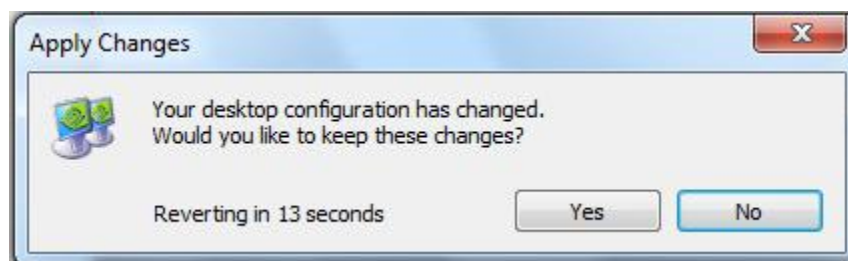 Apply Changes
Your desktop configuration has changed.
Would you like to keep these changes?
Reverting in 13 seconds
Yes
No